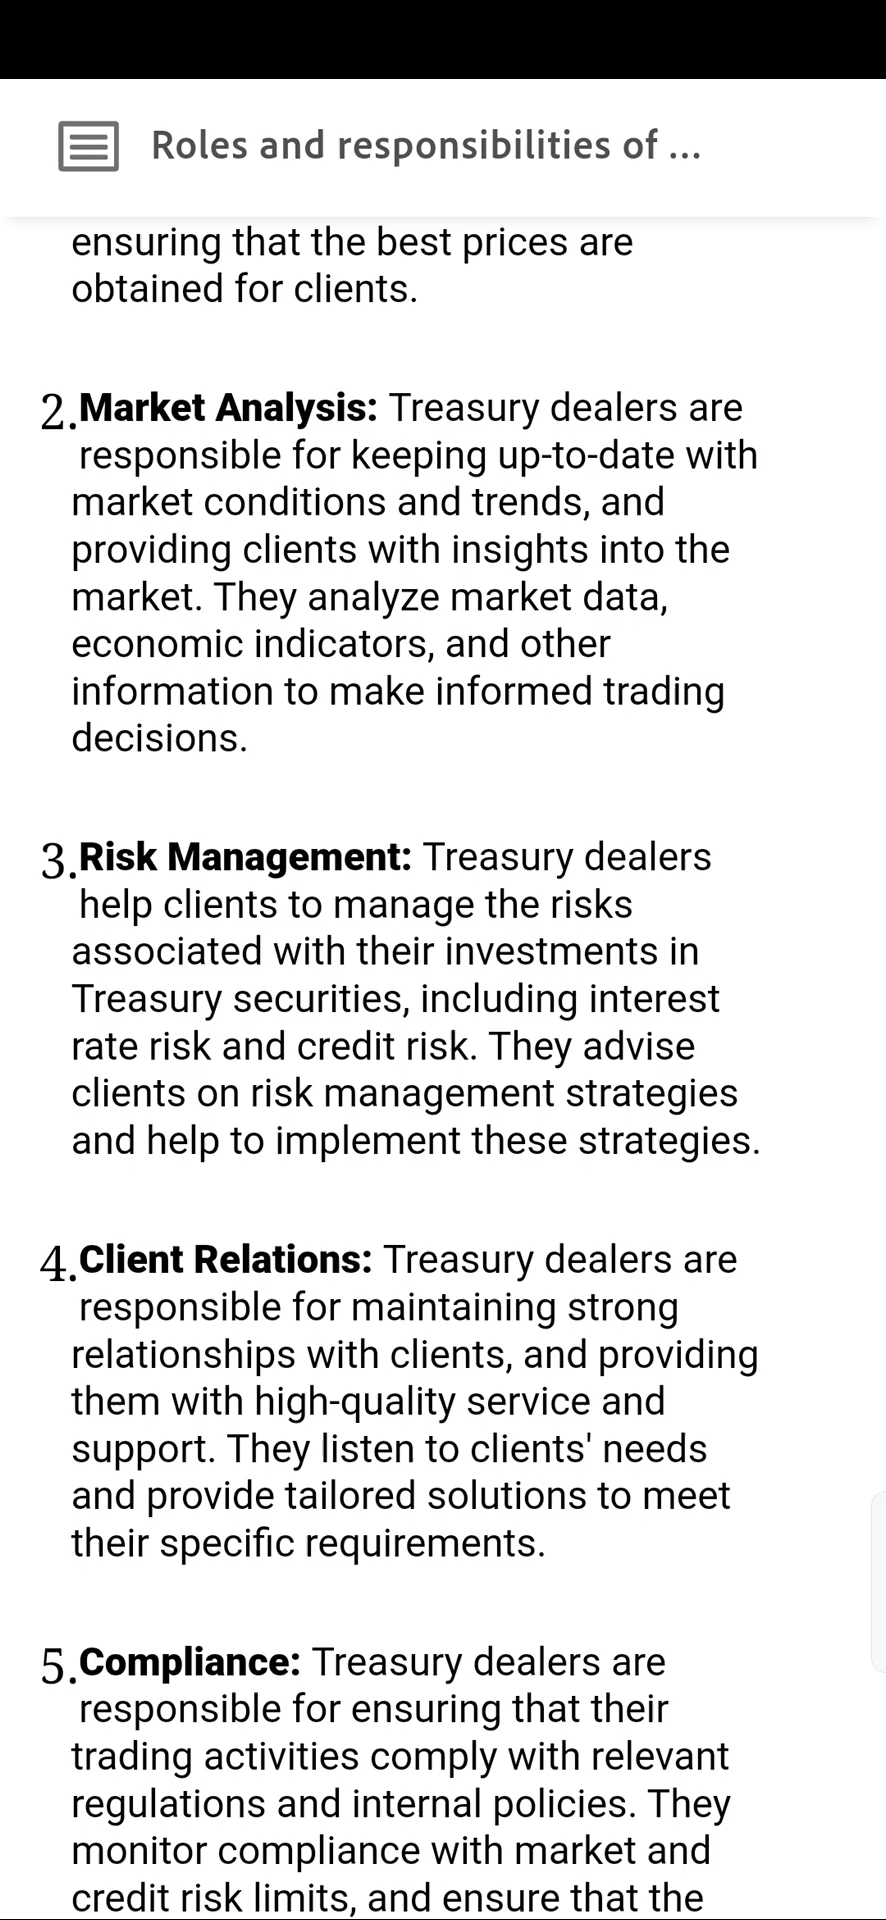 Roles and responsibilities of ...
ensuring that the best prices are
obtained for clients.
2. Market Analysis: Treasury dealers are
responsible for keeping up-to-date with
market conditions and trends, and
providing clients with insights into the
market. They analyze market data,
economic indicators, and other
information to make informed trading
decisions.
3. Risk Management: Treasury dealers
help clients to manage the risks
associated with their investments in
Treasury securities, including interest
rate risk and credit risk. They advise
clients on risk management strategies
and help to implement these strategies.
4. Client Relations: Treasury dealers are
responsible for maintaining strong
relationships with clients, and providing
them with high-quality service and
support. They listen to clients' needs
and provide tailored solutions to meet
their specific requirements.
5. Compliance: Treasury dealers are
responsible for ensuring that their
trading activities comply with relevant
regulations and internal policies. They
monitor compliance with market and
credit risk limits, and ensure that the